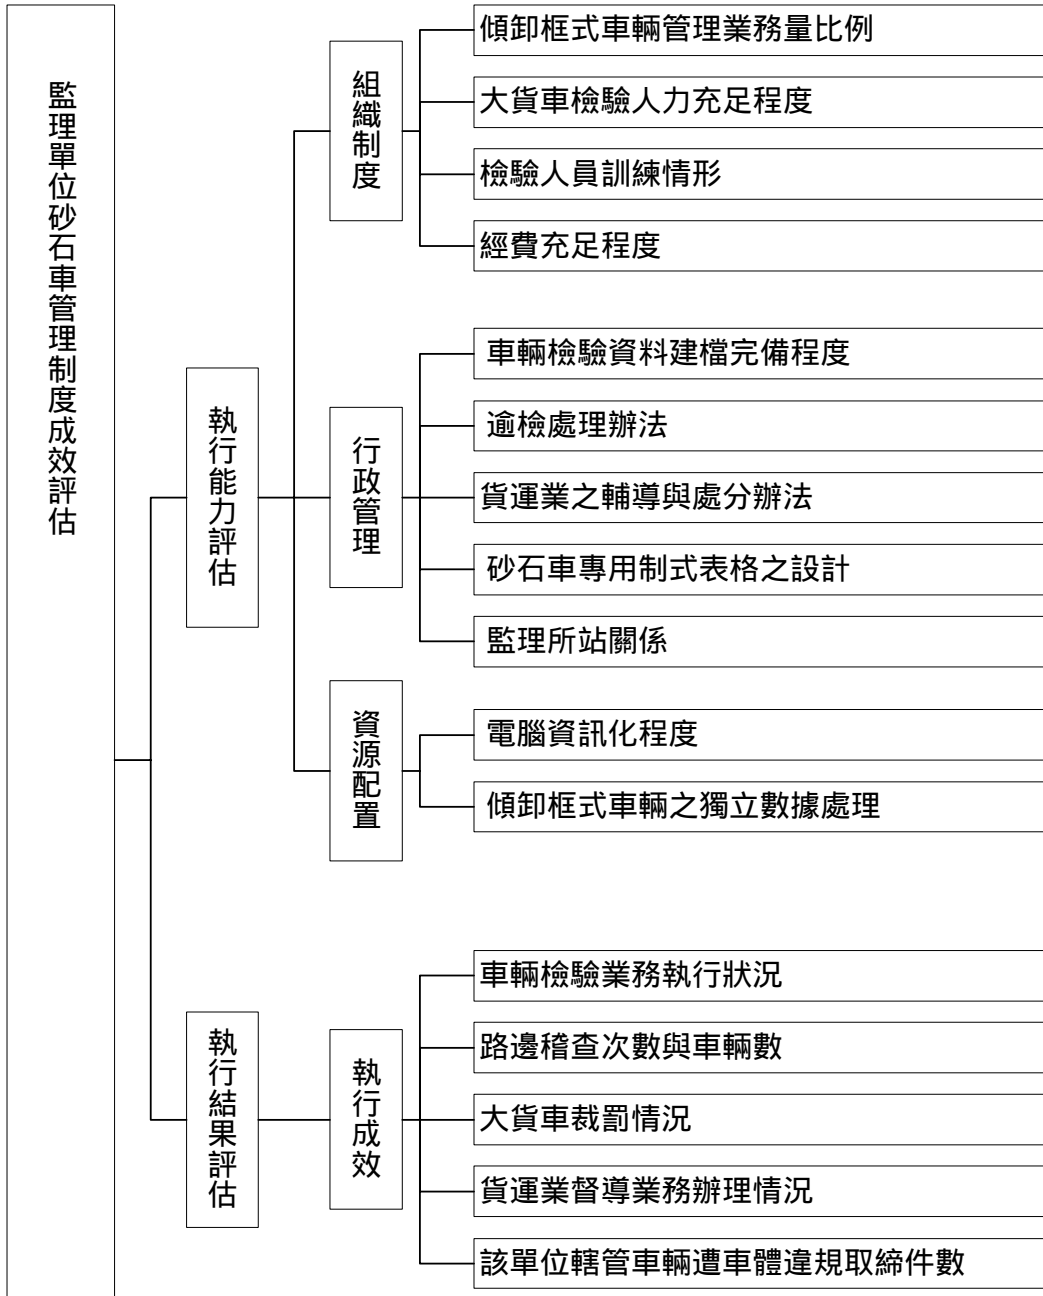 監理單位砂石車管理制度成效評估
執行能力評估
組織制度
傾卸框式車輛管理業務量比例
大貨車檢驗人力充足程度
檢驗人員訓練情形
經費充足程度
行政管理
車輛檢驗資料建檔完備程度
逾檢處理辦法
貨運業之輔導與處分辦法
砂石車專用制式表格之設計
監理所站關係
資源配置
電腦資訊化程度
傾卸框式車輛之獨立數據處理
執行結果評估
執行成效
車輛檢驗業務執行狀況
路邊稽查次數與車輛數
大貨車裁罰情況
貨運業督導業務辦理情況
該單位轄管車輛遭車體違規取締件數